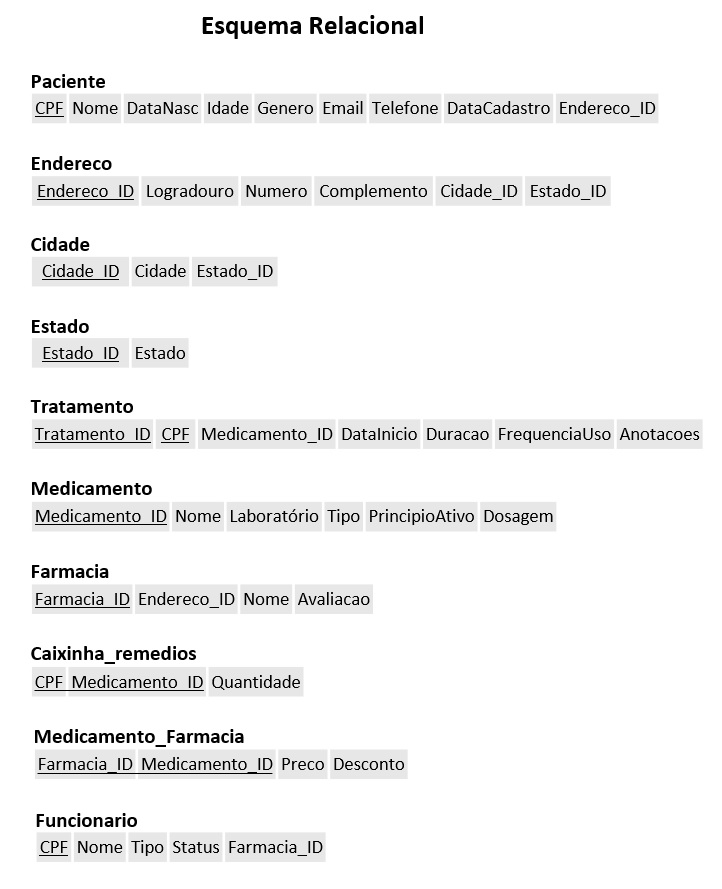 Esquema Relacional
Paciente
CPF Nome DataNasc Idade Genero Email Telefone DataCadastro Endereco_ID
Endereco
Endereco_ID Logradouro Numero Complemento Cidade_ID Estado_ID
Cidade
Cidade_ID Cidade Estado_ID
Estado
Estado_ID Estado
Tratamento
Tratamento_ID CPF Medicamento_ID DataInicio Duracao FrequenciaUso Anotacoes
Medicamento
Medicamento_ID Nome Laboratório Tipo PrincipioAtivo Dosagem
Farmacia
Farmacia_ID Endereco_ID Nome Avaliacao
Caixinha_remedios
CPF Medicamento_ID Quantidade
Medicamento_Farmacia
Farmacia_ID Medicamento_ID Preco Desconto
Funcionario
CPF Nome Tipo Status Farmacia_ID